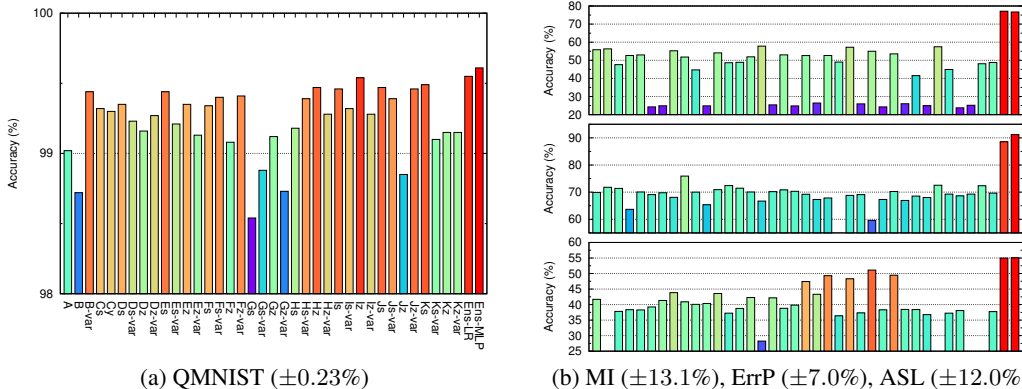 100
99
98
Accuracy (%)
A
B
B-var
Cs
Cy
Ds
Ds-var
Dz
Dz-var
Es
Es-var
Ez
Ez-var
Fs
Fs-var
Fz
Fz-var
Gs
Gs-var
Gz
Gz-var
Hs
Hs-var
Hz
Hz-var
Is
Is-var
Iz
Iz-var
Js
Js-var
Jz
Jz-var
Ks
Ks-var
Kz
Kz-var
Ens-LR
Ens-MLP
(a) QMNIST (±0.23%)
80
70
60
50
40
30
20
Accuracy (%)
90
80
70
60
Accuracy (%)
60
55
50
45
40
35
30
25
Accuracy (%)
(b) MI (±13.1%), ErrP (±7.0%), ASL (±12.0%